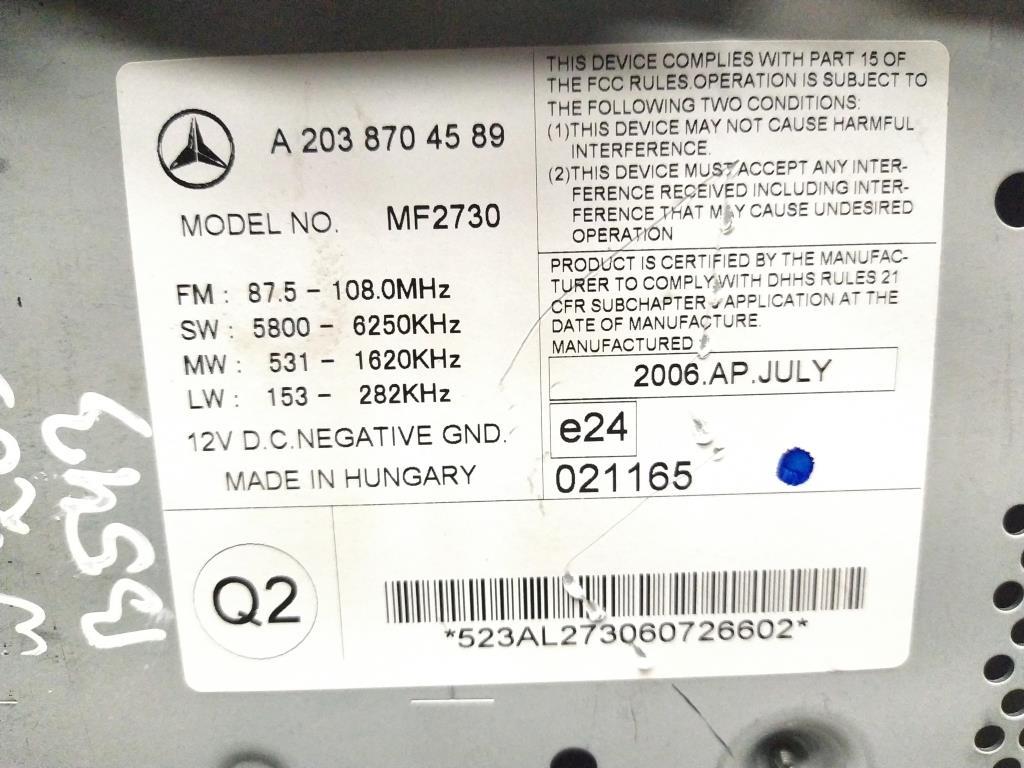 A 203 870 45 89
MODEL NO. MF2730
FM : 87.5 - 108.0MHz
SW : 5800 - 6250KHz
MW : 531 - 1620KHz
LW : 153 - 282KHz
12V D.C.NEGATIVE GND.
MADE IN HUNGARY
THIS DEVICE COMPLIES WITH PART 15 OF
THE FCC RULES.OPERATION IS SUBJECT TO
THE FOLLOWING TWO CONDITIONS:
(1)THIS DEVICE MAY NOT CAUSE HARMFUL
INTERFERENCE.
(2)THIS DEVICE MUST ACCEPT ANY INTER-
FERENCE RECEIVED INCLUDING INTER-
FERENCE THAT MAY CAUSE UNDESIRED
OPERATION
PRODUCT IS CERTIFIED BY THE MANUFAC-
TURER TO COMPLY WITH DHHS RULES 21
CFR SUBCHAPTER APPLICATION AT THE
DATE OF MANUFACTURE.
MANUFACTURED
2006.AP.JULY
e24
021165
Q2
*523AL273060726602*